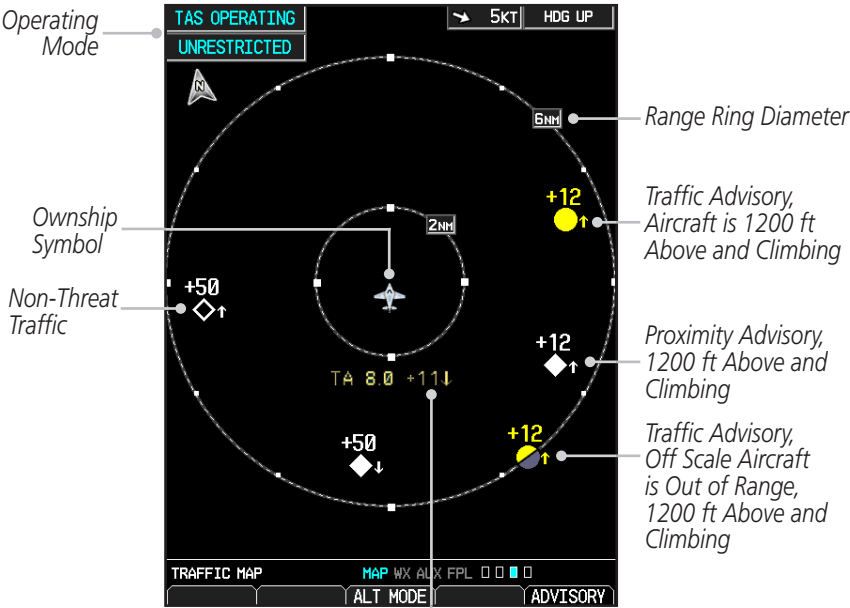 Operating
Mode
TAS OPERATING
UNRESTRICTED
5KT
HDG UP
N
6NM
Range Ring Diameter
+12
Traffic Advisory,
Aircraft is 1200 ft
Above and Climbing
Ownship
Symbol
2NM
+50
Non-Threat
Traffic
+12
Proximity Advisory,
1200 ft Above and
Climbing
TA 8.0 +11↓
+50
+12
Traffic Advisory,
Off Scale Aircraft
is Out of Range,
1200 ft Above and
Climbing
TRAFFIC MAP
MAP WX AUX FPL
ALT MODE
ADVISORY